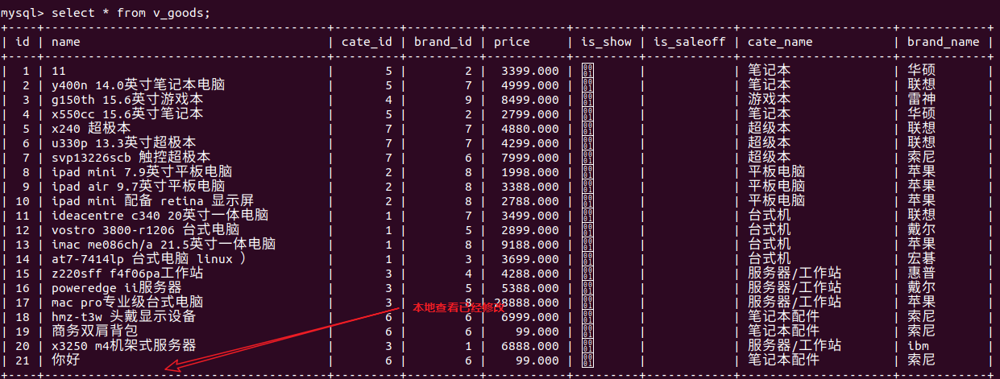 mysql> select * from v_goods;
+----+---------------------------------------+---------+----------+-----------+---------+------------+---------------------+------------+
| id | name | cate_id | brand_id | price | is_show | is_saleoff | cate_name | brand_name |
+----+---------------------------------------+---------+----------+-----------+---------+------------+---------------------+------------+
| 1 | 11 | 5 | 2 | 3399.000 | 0001 | | 笔记本 | 华硕 |
| 2 | y400n 14.0英寸笔记本电脑 | 5 | 7 | 4999.000 | 0001 | | 笔记本 | 联想 |
| 3 | g150th 15.6英寸游戏本 | 4 | 9 | 8499.000 | 0001 | | 游戏本 | 雷神 |
| 4 | x550cc 15.6英寸笔记本 | 5 | 2 | 2799.000 | 0001 | | 笔记本 | 华硕 |
| 5 | x240 超极本 | 7 | 7 | 4880.000 | 0001 | | 超级本 | 联想 |
| 6 | u330p 13.3英寸超极本 | 7 | 7 | 4299.000 | 0001 | | 超级本 | 联想 |
| 7 | svp13226scb 触控超极本 | 7 | 6 | 7999.000 | 0001 | | 超级本 | 索尼 |
| 8 | ipad mini 7.9英寸平板电脑 | 2 | 8 | 1998.000 | 0001 | | 平板电脑 | 苹果 |
| 9 | ipad air 9.7英寸平板电脑 | 2 | 8 | 3388.000 | 0001 | | 平板电脑 | 苹果 |
| 10 | ipad mini 配备 retina 显示屏 | 2 | 8 | 2788.000 | 0001 | | 平板电脑 | 苹果 |
| 11 | ideacentre c340 20英寸一体电脑 | 1 | 7 | 3499.000 | 0001 | | 台式机 | 联想 |
| 12 | vostro 3800-r1206 台式电脑 | 1 | 5 | 2899.000 | 0001 | | 台式机 | 戴尔 |
| 13 | imac me086ch/a 21.5英寸一体电脑 | 1 | 8 | 9188.000 | 0001 | | 台式机 | 苹果 |
| 14 | at7-7414lp 台式电脑 linux ） | 1 | 3 | 3699.000 | 0001 | | 台式机 | 宏碁 |
| 15 | z220sff f4f06pa工作站 | 3 | 4 | 4288.000 | 0001 | | 服务器/工作站 | 惠普 |
| 16 | poweredge ii服务器 | 3 | 5 | 5388.000 | 0001 | | 服务器/工作站 | 戴尔 |
| 17 | mac pro专业级台式电脑 | 3 | 8 | 28888.000 | 0001 | | 服务器/工作站 | 苹果 |
本地查看已经修改
| 18 | hmz-t3w 头戴显示设备 | 6 | 6 | 6999.000 | 0001 | | 笔记本配件 | 索尼 |
| 19 | 商务双肩背包 | 6 | 6 | 99.000 | 0001 | | 笔记本配件 | 索尼 |
| 20 | x3250 m4机架式服务器 | 3 | 1 | 6888.000 | 0001 | | 服务器/工作站 | ibm |
| 21 | 你好 | 6 | 6 | 99.000 | 0001 | | 笔记本配件 | 索尼 |
+----+---------------------------------------+---------+----------+-----------+---------+------------+---------------------+------------+